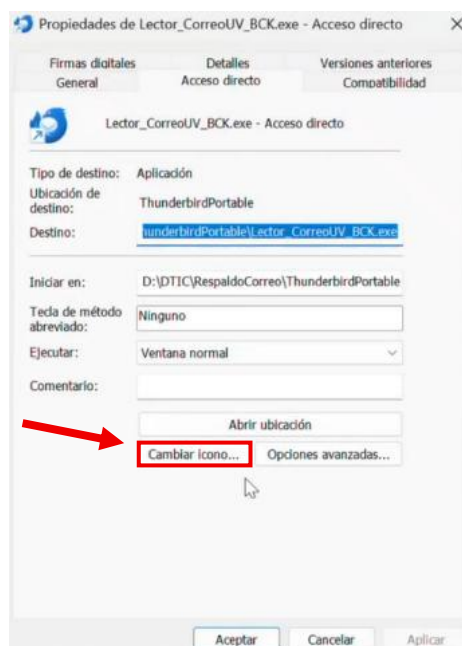 Propiedades de Lector_CorreoUV_BCK.exe - Acceso directo
Firmas digitales Detalles Versiones anteriores
General Acceso directo Compatibilidad
Lector_CorreoUV_BCK.exe - Acceso directo
Tipo de destino: Aplicación
Ubicación de destino: ThunderbirdPortable
Destino: underbirdPortable\Lector_CorreoUV_BCK.exe
Iniciar en: D:\DTIC\RespaldoCorreo\ThunderbirdPortable
Tecla de método abreviado: Ninguno
Ejecutar: Ventana normal
Comentario:
Abrir ubicación
Cambiar icono... Opciones avanzadas...
Aceptar Cancelar Aplicar